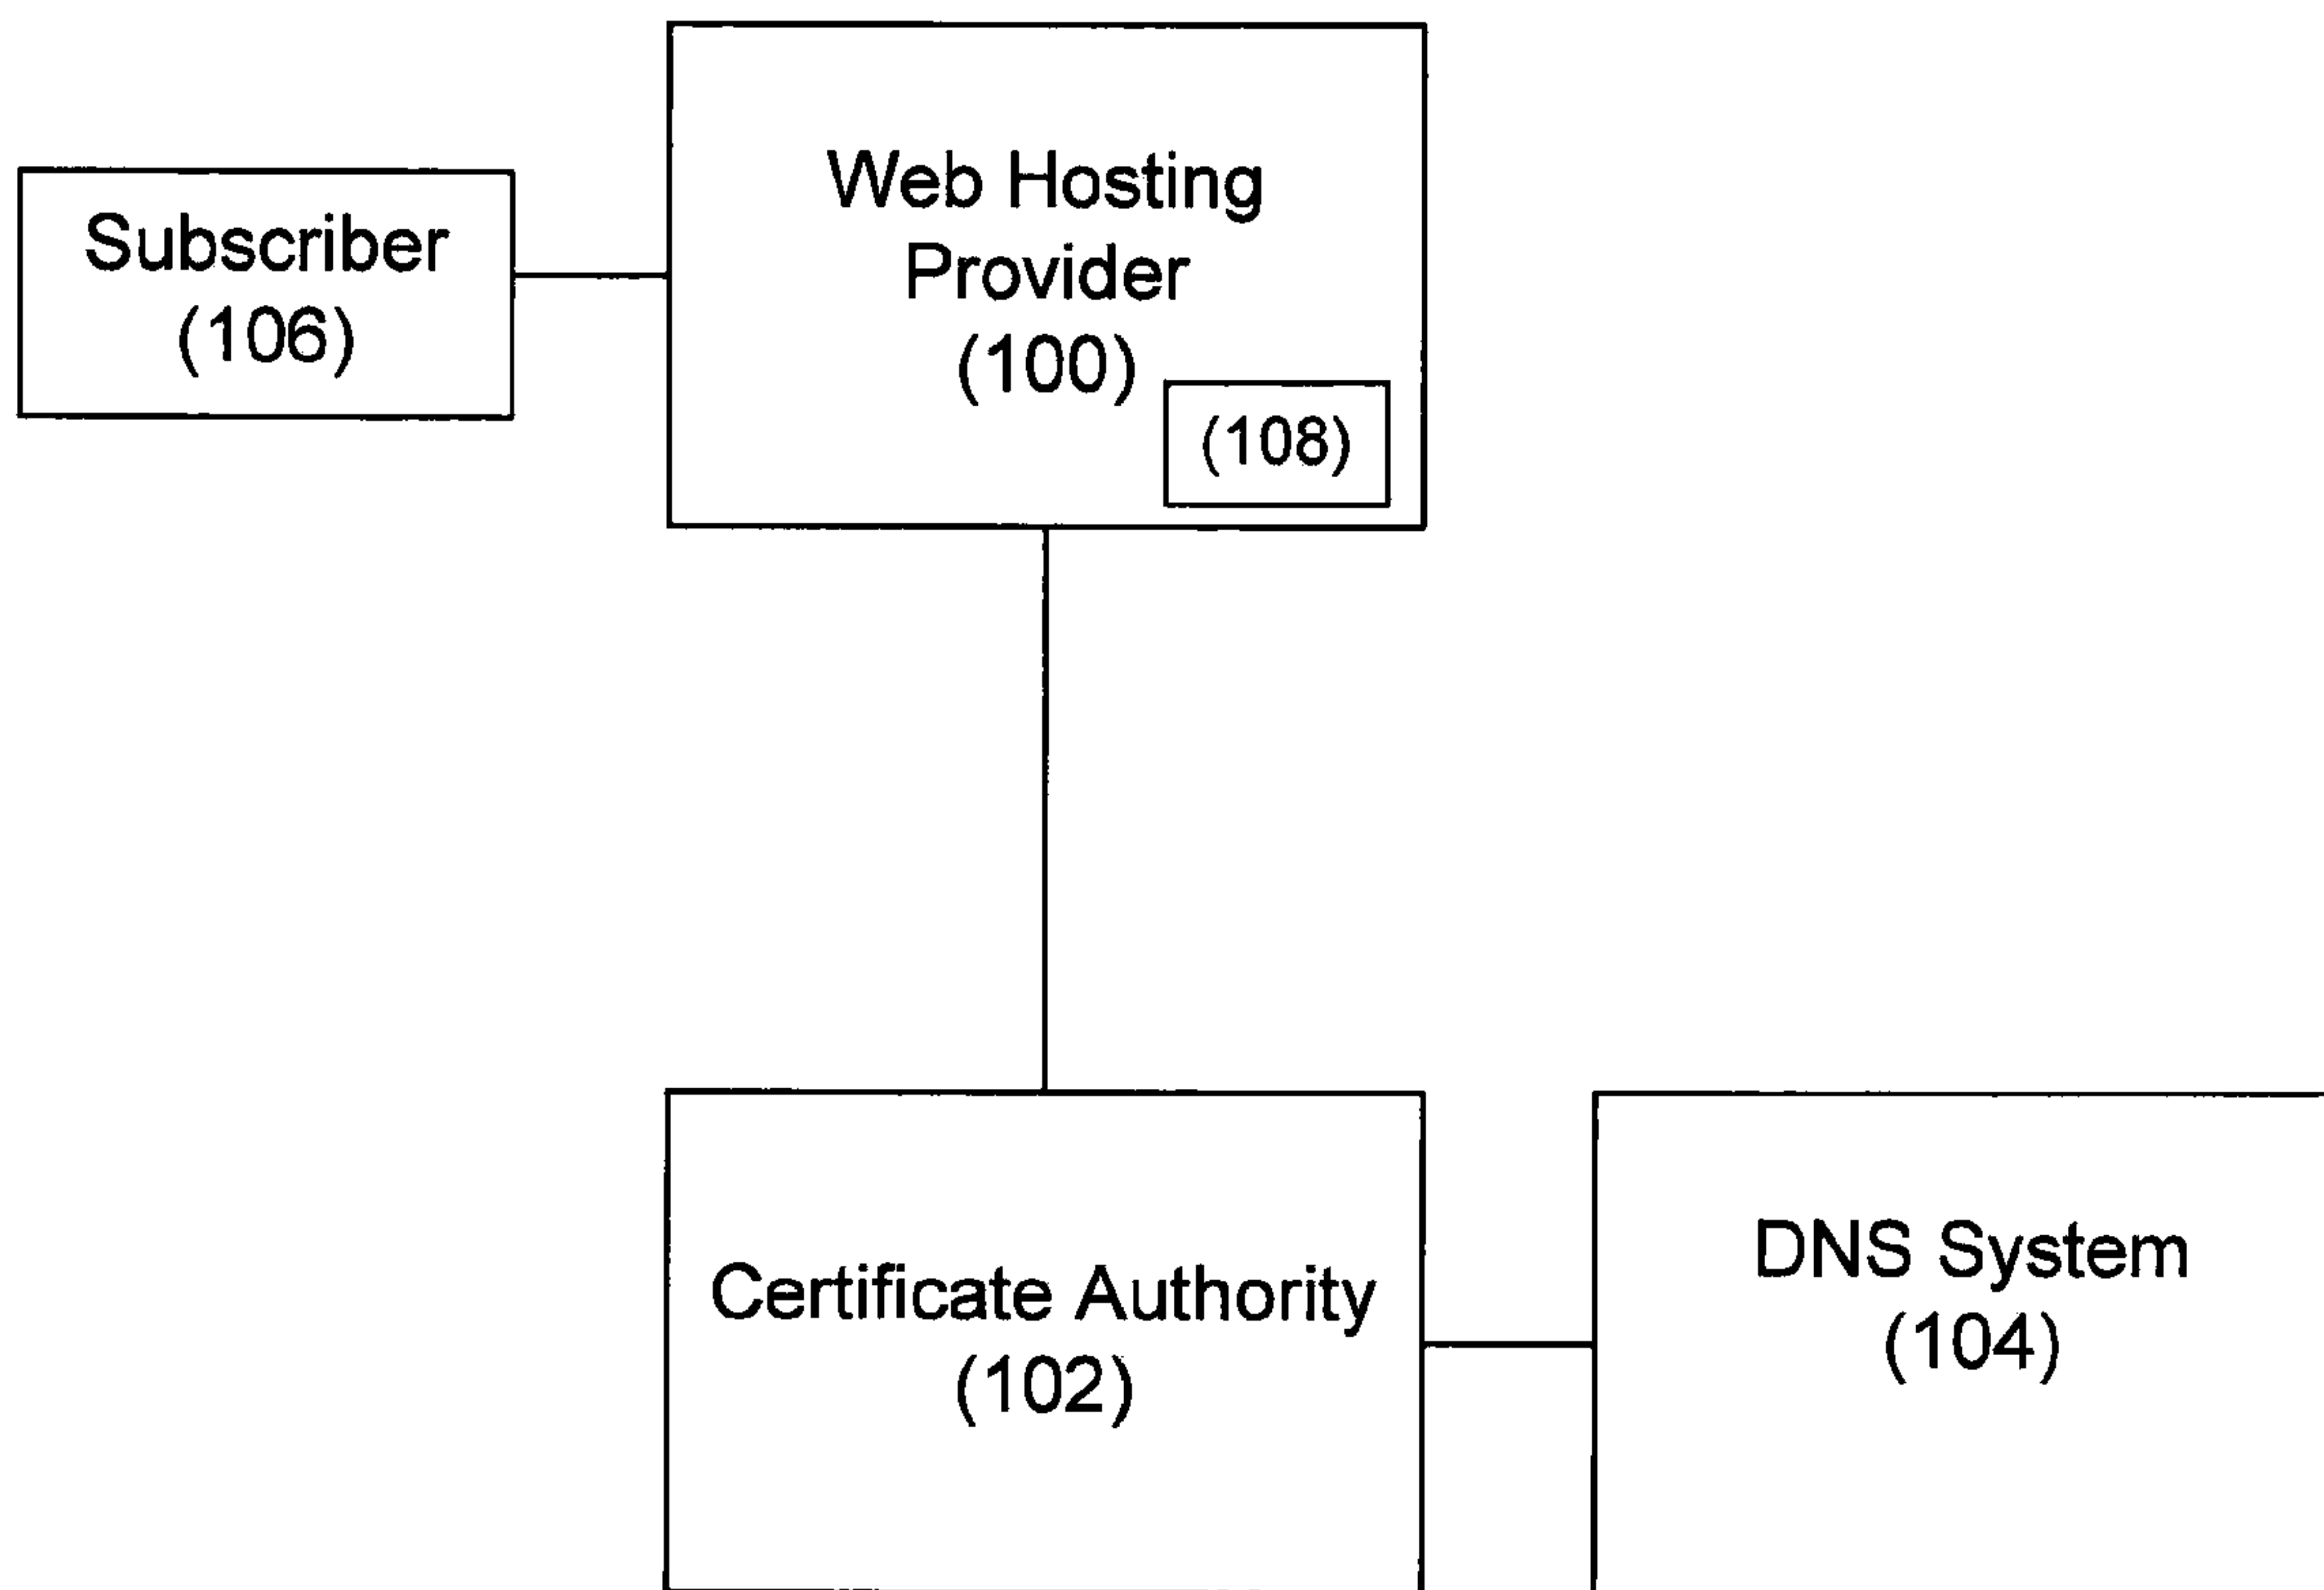 Subscriber
(106)
Web Hosting
Provider
(100)
(108)
Certificate Authority
(102)
DNS System
(104)